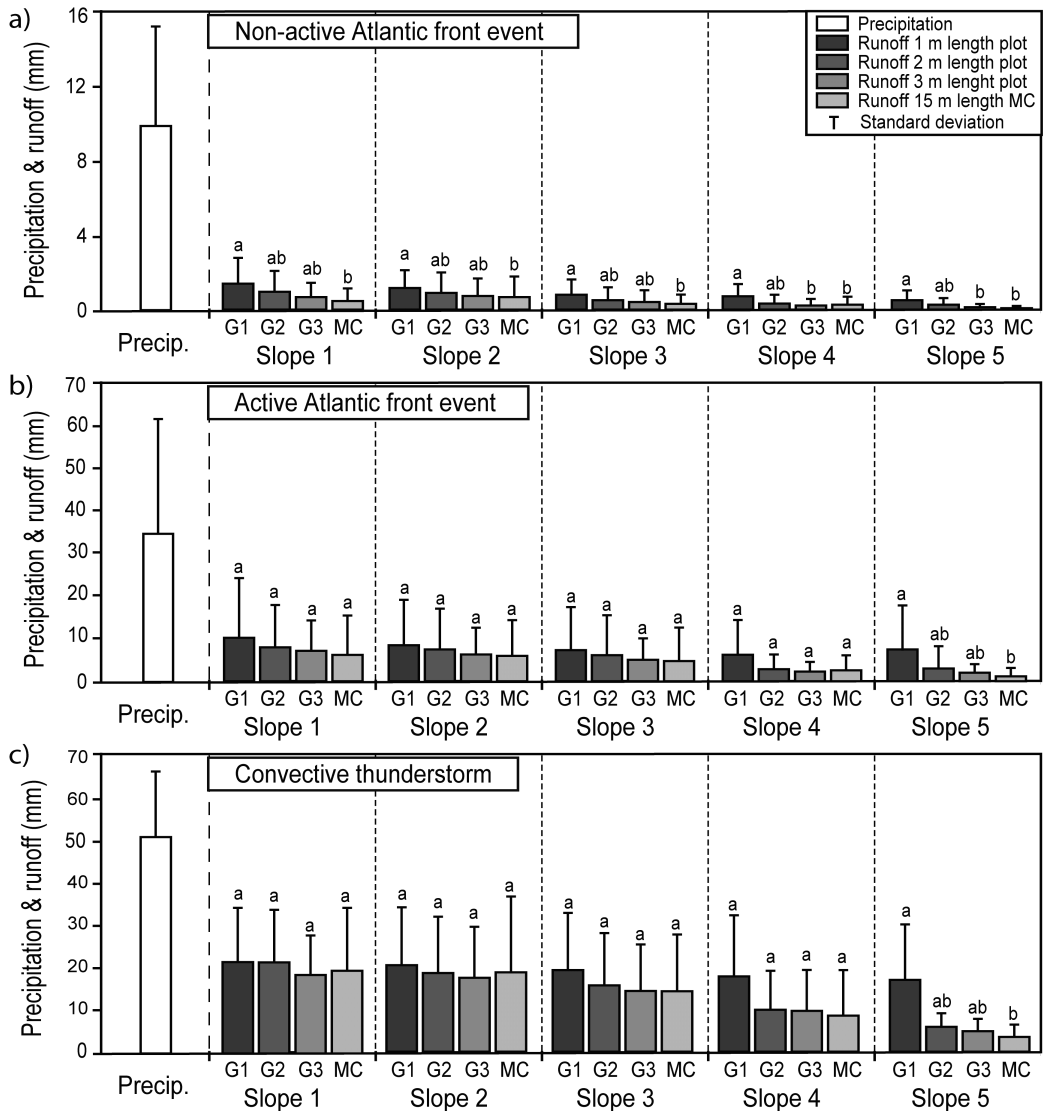 a)
Non-active Atlantic front event
Precipitation
Runoff 1 m length plot
Runoff 2 m length plot
Runoff 3 m lenght plot
Runoff 15 m length MC
Standard deviation
Precipitation & runoff (mm)
16
12
8
4
0
a ab ab b a ab ab b a ab ab b a ab b b a ab b b
G1 G2 G3 MC G1 G2 G3 MC G1 G2 G3 MC G1 G2 G3 MC G1 G2 G3 MC
Precip. Slope 1 Slope 2 Slope 3 Slope 4 Slope 5
b)
Active Atlantic front event
Precipitation & runoff (mm)
70
60
50
40
30
20
10
0
a a a a a a a a a a a a a a a a a ab ab b
G1 G2 G3 MC G1 G2 G3 MC G1 G2 G3 MC G1 G2 G3 MC G1 G2 G3 MC
Precip. Slope 1 Slope 2 Slope 3 Slope 4 Slope 5
c)
Convective thunderstorm
Precipitation & runoff (mm)
70
60
50
40
30
20
10
0
a a a a a a a a a a a a a a a a a ab ab b
G1 G2 G3 MC G1 G2 G3 MC G1 G2 G3 MC G1 G2 G3 MC G1 G2 G3 MC
Precip. Slope 1 Slope 2 Slope 3 Slope 4 Slope 5